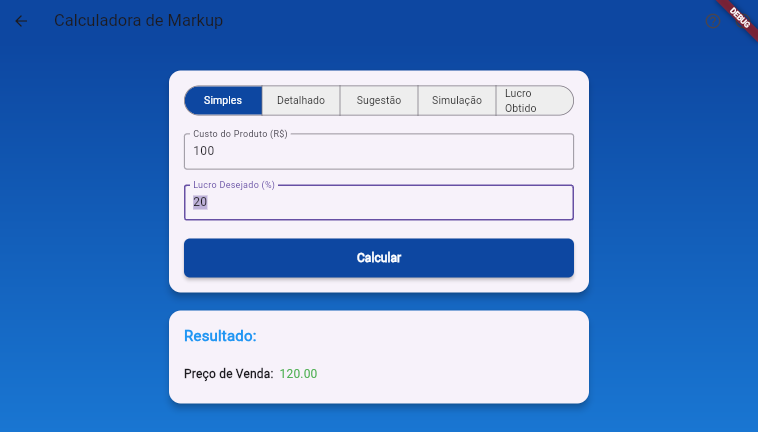 Calculadora de Markup
DEBUG
Simples
Detalhado
Sugestão
Simulação
Lucro
Obtido
Custo do Produto (R$)
100
Lucro Desejado (%)
20
Calcular
Resultado:
Preço de Venda: 120.00